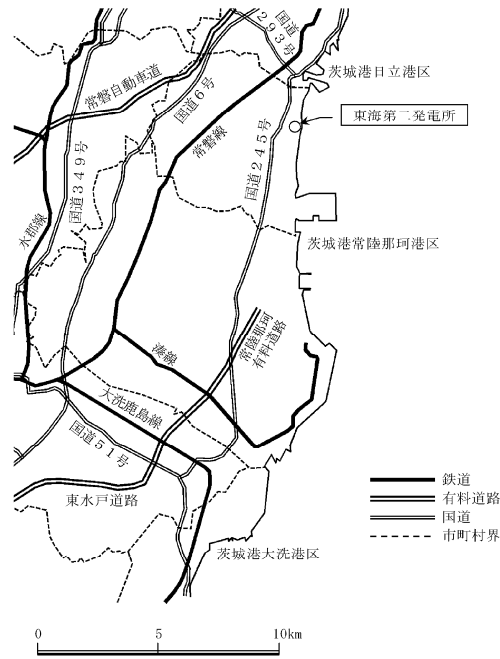 国道
293号
茨城港日立港区
常磐自動車道
国道6号
東海第二発電所
常磐線
国道245号
国道349号
水郡線
茨城港常陸那珂港区
湊線
常陸那珂
有料道路
大洗鹿島線
国道51号
東水戸道路
茨城港大洗港区
鉄道
有料道路
国道
市町村界
0
5
10km